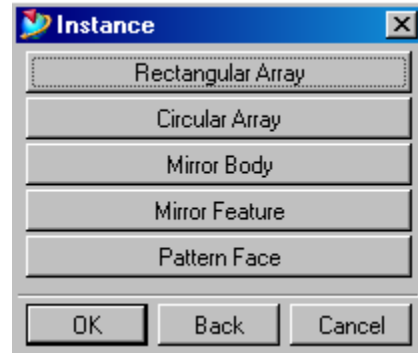 Instance
Rectangular Array
Circular Array
Mirror Body
Mirror Feature
Pattern Face
OK Back Cancel